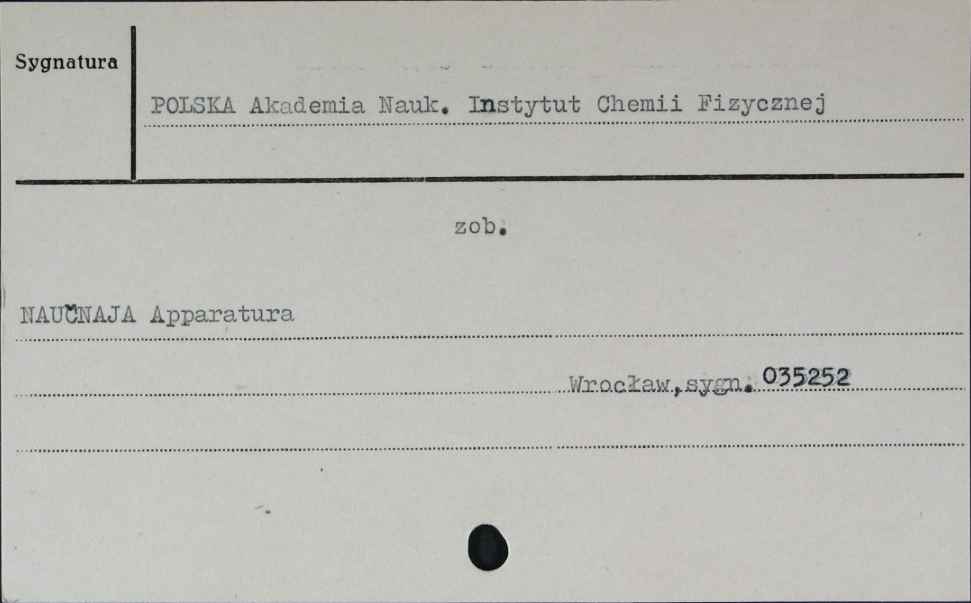 Sygnatura
POLSKA Akademia Nauk. Instytut Chemii Fizycznej
zob.
NAUČNAJA Apparatura
Wrocław,sygn. 035252